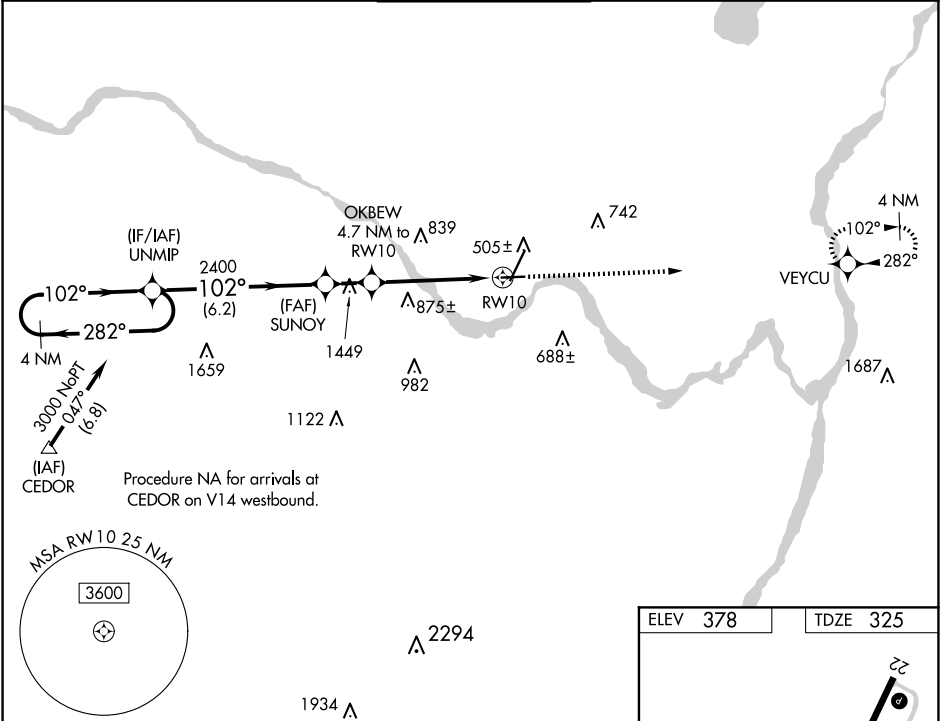 OKBEW
4.7 NM to
RW10
839
742
505±
4 NM
102°
282°
VEYCU
(IF/IAF)
UNMIP
2400
102°
(6.2)
102°
282°
4 NM
(FAF)
SUNOY
1449
875±
RW10
1659
982
688±
1687
1122
3000 NoPT
047°
(6.8)
(IAF)
CEDOR
Procedure NA for arrivals at
CEDOR on V14 westbound.
MSA RW10 25 NM
3600
2294
1934
ELEV 378
TDZE 325
22
P